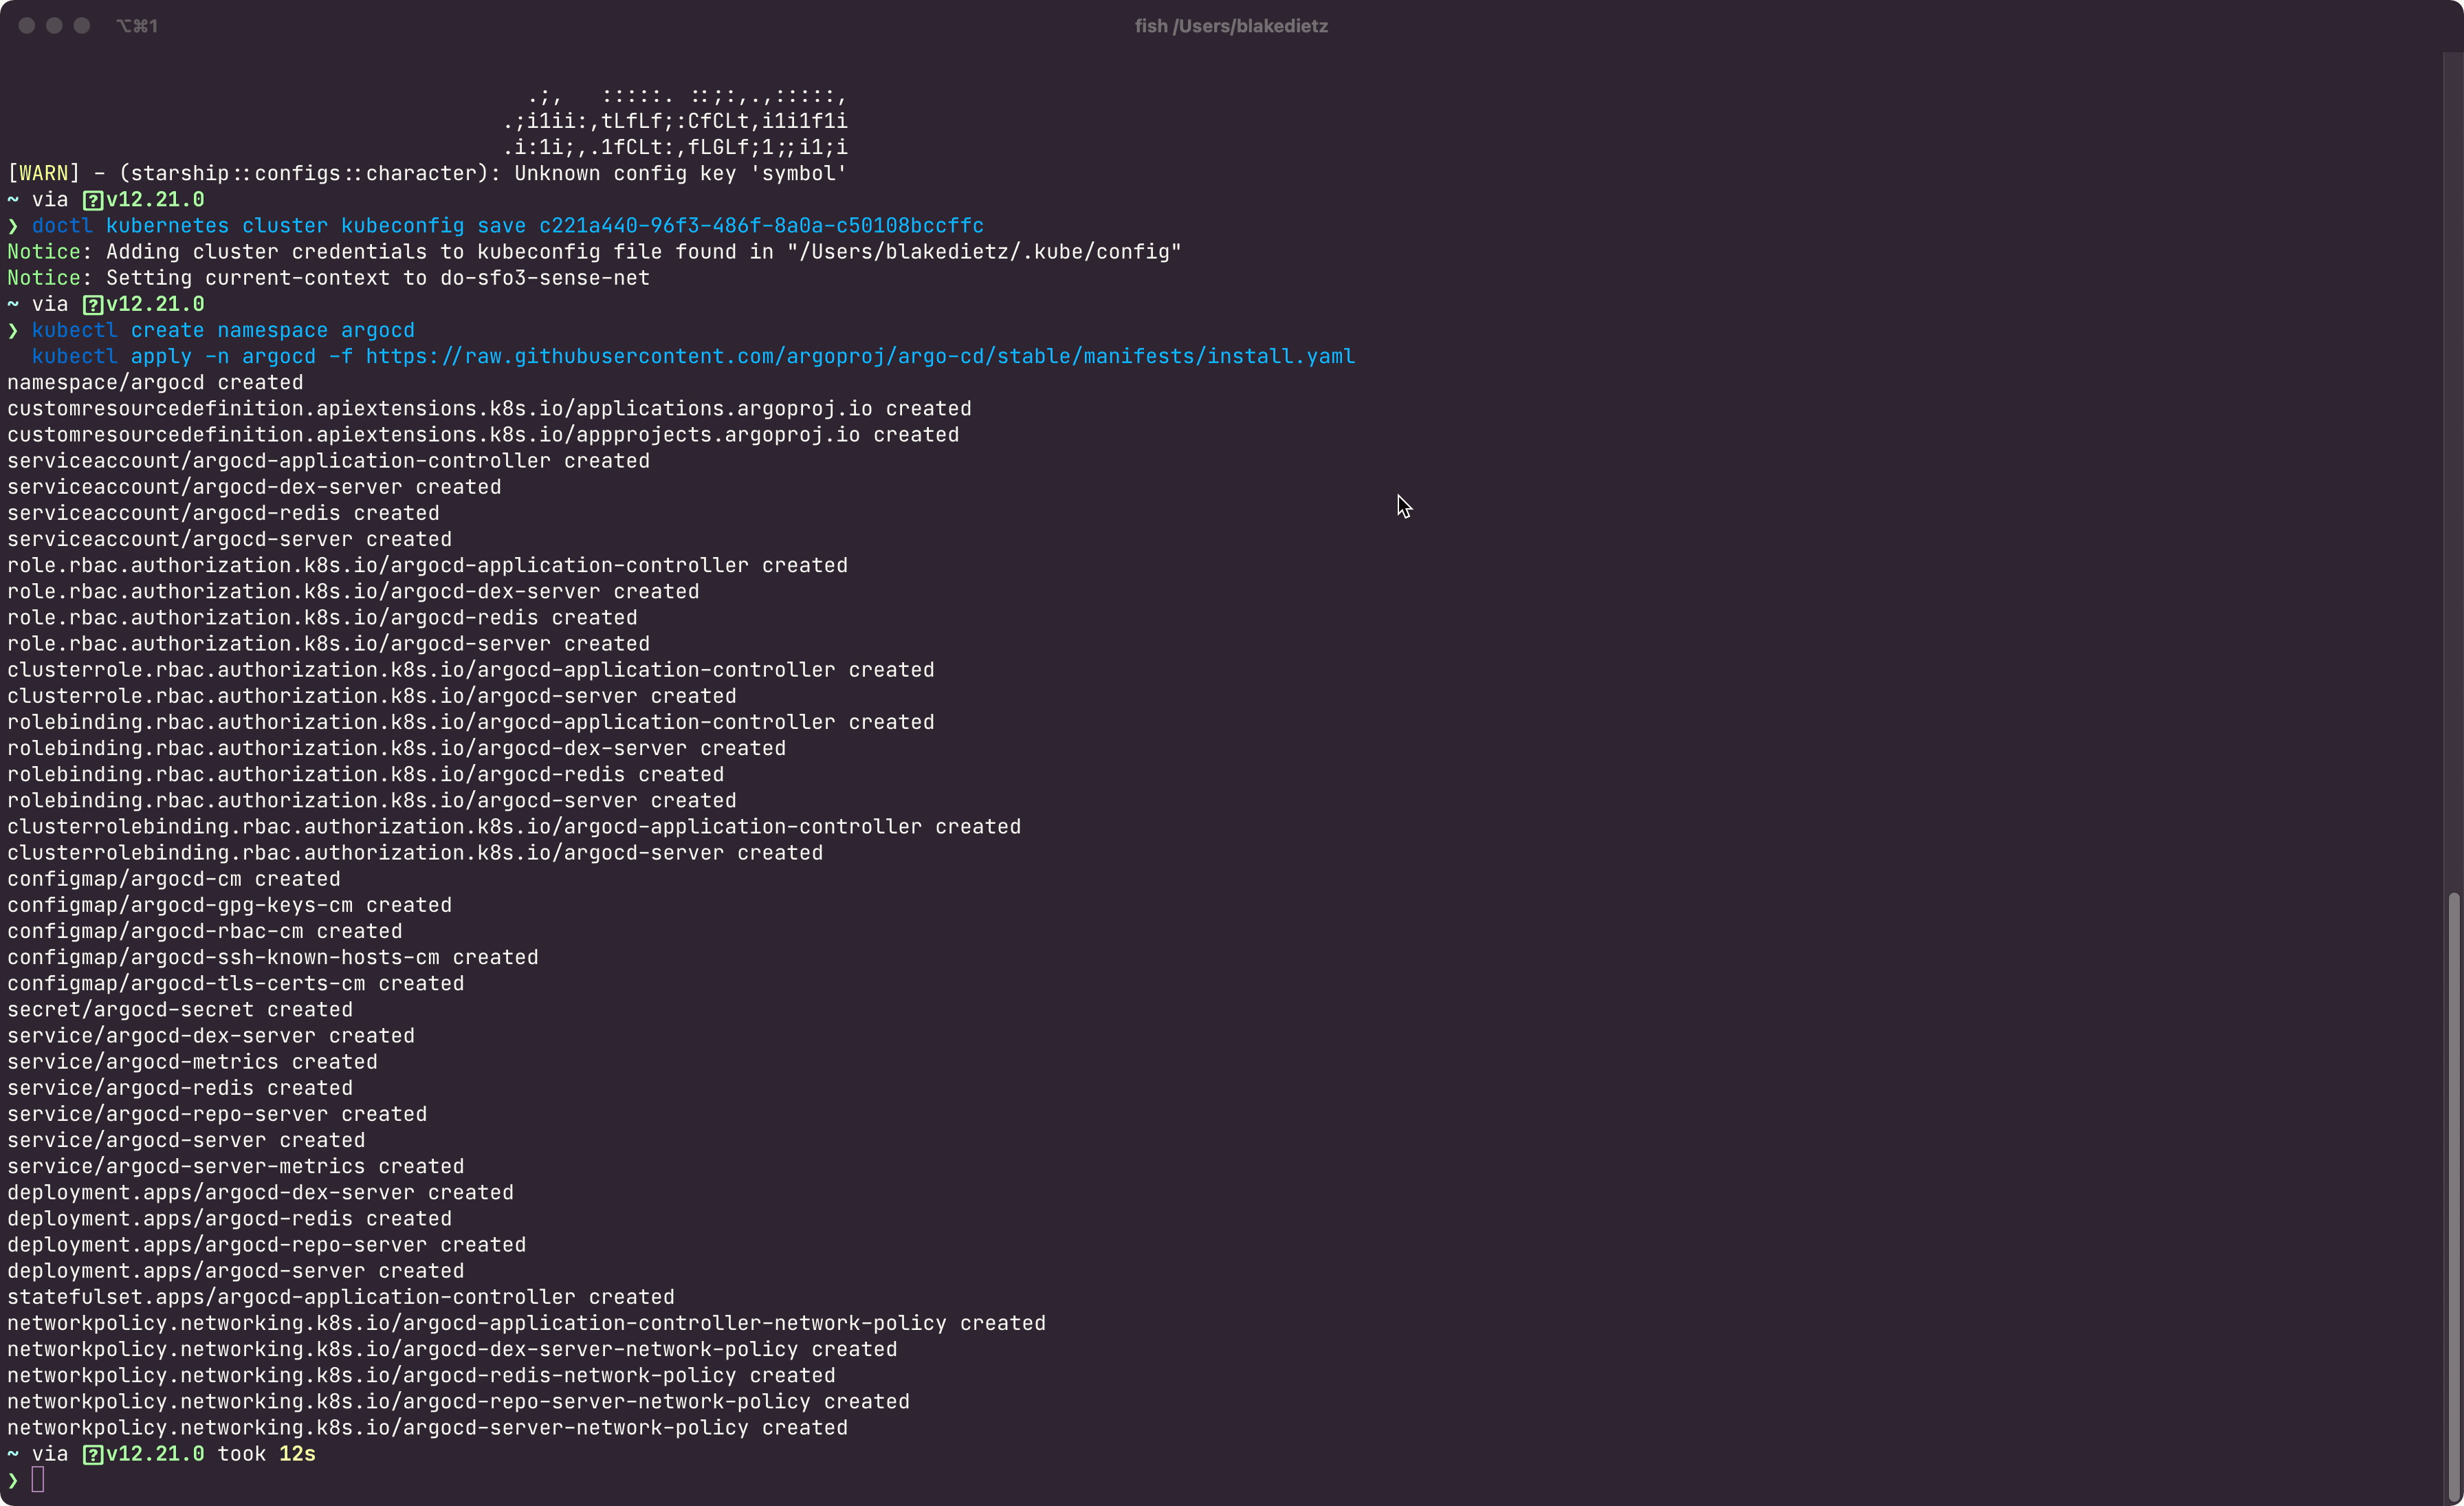 ⌥⌘1
fish /Users/blakedietz
.;,   :::::. ::;:,.,:::::,
.;i1ii:,tLfLf;:CfCLt,i1i1f1i
.i:1i;,.1fCLt:,fLGLf;1;;i1;i
[WARN] - (starship::configs::character): Unknown config key 'symbol'
~ via ⍰v12.21.0
❯ doctl kubernetes cluster kubeconfig save c221a440-96f3-486f-8a0a-c50108bccffc
Notice: Adding cluster credentials to kubeconfig file found in "/Users/blakedietz/.kube/config"
Notice: Setting current-context to do-sfo3-sense-net
~ via ⍰v12.21.0
❯ kubectl create namespace argocd
  kubectl apply -n argocd -f https://raw.githubusercontent.com/argoproj/argo-cd/stable/manifests/install.yaml
namespace/argocd created
customresourcedefinition.apiextensions.k8s.io/applications.argoproj.io created
customresourcedefinition.apiextensions.k8s.io/appprojects.argoproj.io created
serviceaccount/argocd-application-controller created
serviceaccount/argocd-dex-server created
serviceaccount/argocd-redis created
serviceaccount/argocd-server created
role.rbac.authorization.k8s.io/argocd-application-controller created
role.rbac.authorization.k8s.io/argocd-dex-server created
role.rbac.authorization.k8s.io/argocd-redis created
role.rbac.authorization.k8s.io/argocd-server created
clusterrole.rbac.authorization.k8s.io/argocd-application-controller created
clusterrole.rbac.authorization.k8s.io/argocd-server created
rolebinding.rbac.authorization.k8s.io/argocd-application-controller created
rolebinding.rbac.authorization.k8s.io/argocd-dex-server created
rolebinding.rbac.authorization.k8s.io/argocd-redis created
rolebinding.rbac.authorization.k8s.io/argocd-server created
clusterrolebinding.rbac.authorization.k8s.io/argocd-application-controller created
clusterrolebinding.rbac.authorization.k8s.io/argocd-server created
configmap/argocd-cm created
configmap/argocd-gpg-keys-cm created
configmap/argocd-rbac-cm created
configmap/argocd-ssh-known-hosts-cm created
configmap/argocd-tls-certs-cm created
secret/argocd-secret created
service/argocd-dex-server created
service/argocd-metrics created
service/argocd-redis created
service/argocd-repo-server created
service/argocd-server created
service/argocd-server-metrics created
deployment.apps/argocd-dex-server created
deployment.apps/argocd-redis created
deployment.apps/argocd-repo-server created
deployment.apps/argocd-server created
statefulset.apps/argocd-application-controller created
networkpolicy.networking.k8s.io/argocd-application-controller-network-policy created
networkpolicy.networking.k8s.io/argocd-dex-server-network-policy created
networkpolicy.networking.k8s.io/argocd-redis-network-policy created
networkpolicy.networking.k8s.io/argocd-repo-server-network-policy created
networkpolicy.networking.k8s.io/argocd-server-network-policy created
~ via ⍰v12.21.0 took 12s
❯